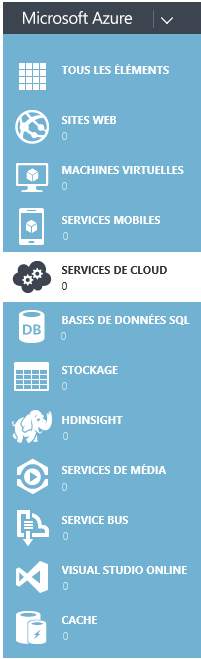 Microsoft Azure
TOUS LES ÉLÉMENTS
SITES WEB
0
MACHINES VIRTUELLES
0
SERVICES MOBILES
0
SERVICES DE CLOUD
0
DB
BASES DE DONNÉES SQL
0
STOCKAGE
0
HDINSIGHT
0
SERVICES DE MÉDIA
0
SERVICE BUS
0
VISUAL STUDIO ONLINE
0
CACHE
0